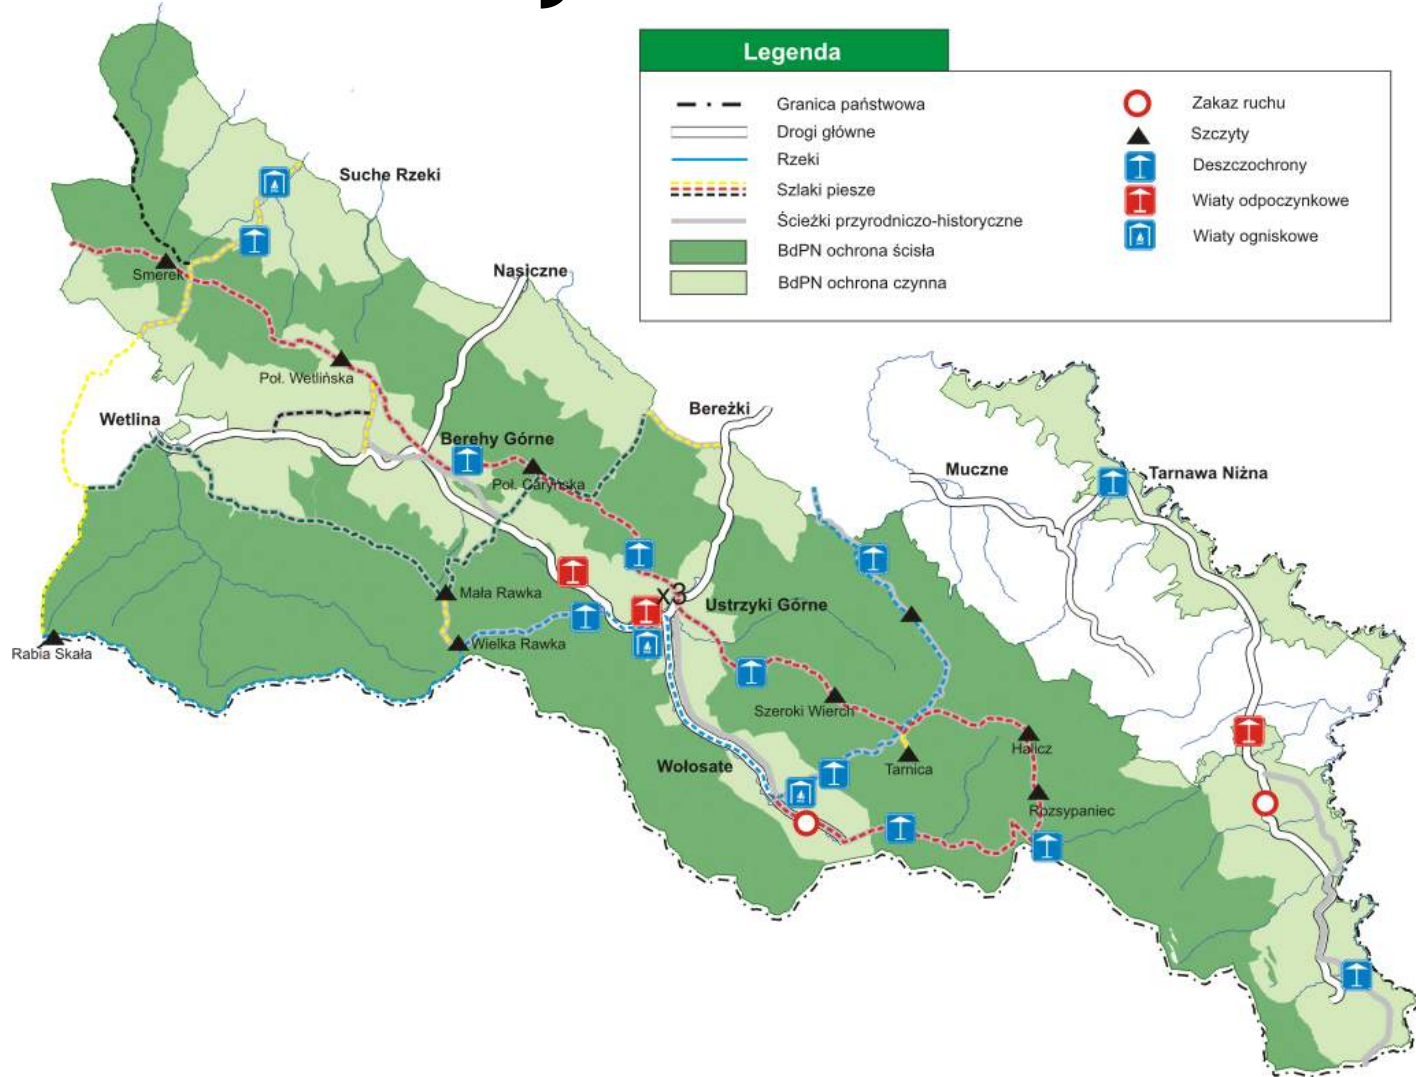 Legenda
Granica państwowa
Drogi główne
Rzeki
Szlaki piesze
Ścieżki przyrodniczo-historyczne
BdPN ochrona ścisła
BdPN ochrona czynna
Zakaz ruchu
Szczyty
Deszczochrony
Wiaty odpoczynkowe
Wiaty ogniskowe
Suche Rzeki
Nasiczne
Smerek
Poł. Wetlińska
Wetlina
Bereżki
Berehy Górne
Poł. Caryńska
Muczne
Tarnawa Niżna
Mała Rawka
x3
Ustrzyki Górne
Wielka Rawka
Rabia Skała
Szeroki Wierch
Halicz
Wołosate
Tarnica
Rozsypaniec